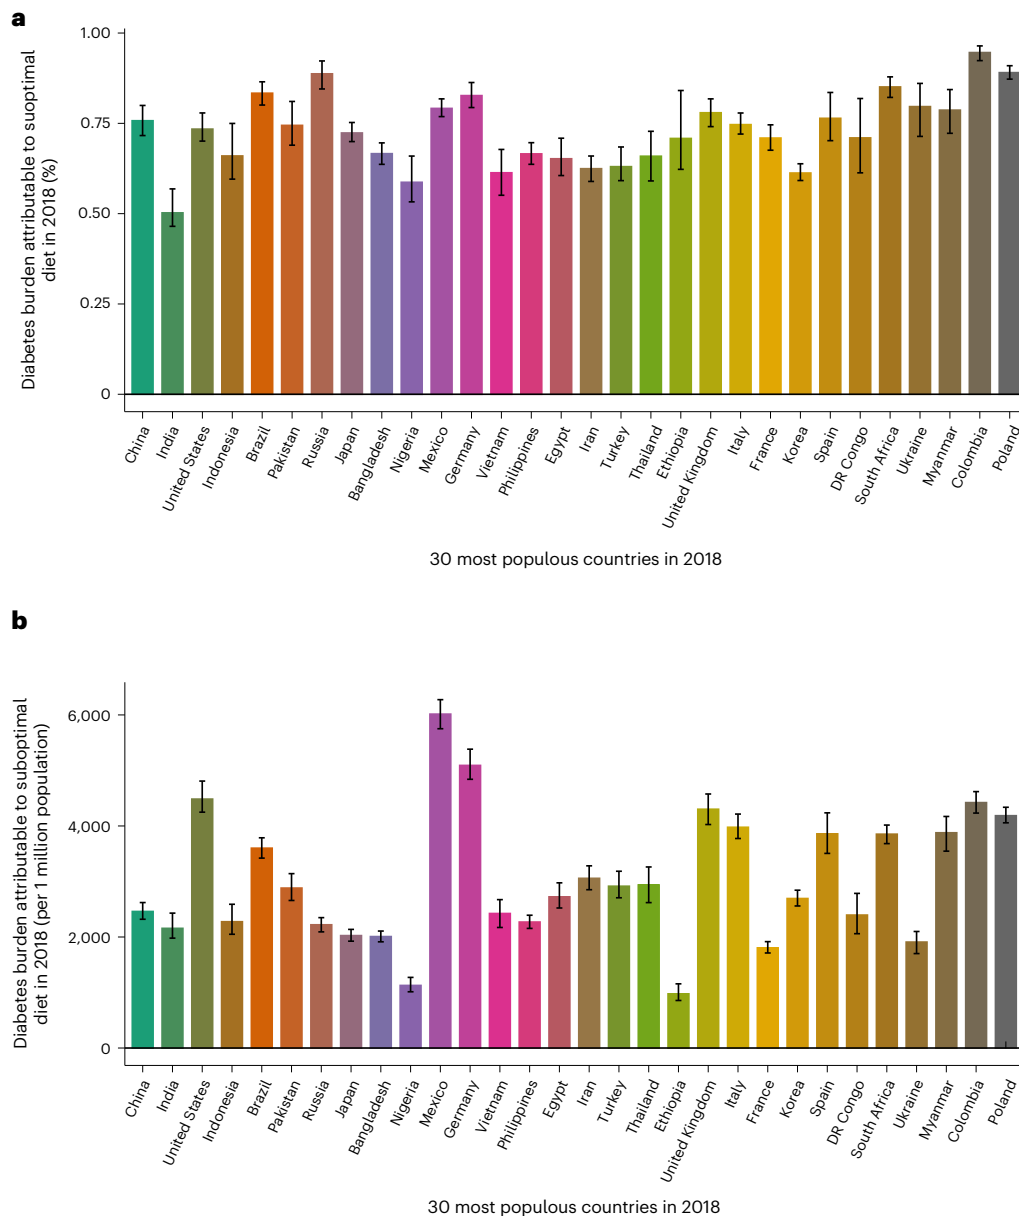 a
Diabetes burden attributable to suoptimal
diet in 2018 (%)
1.00
0.75
0.50
0.25
0
China
India
United States
Indonesia
Brazil
Pakistan
Russia
Japan
Bangladesh
Nigeria
Mexico
Germany
Vietnam
Philippines
Egypt
Iran
Turkey
Thailand
Ethiopia
United Kingdom
Italy
France
Korea
Spain
DR Congo
South Africa
Ukraine
Myanmar
Colombia
Poland
30 most populous countries in 2018
b
Diabetes burden attributable to suboptimal
diet in 2018 (per 1 million population)
6,000
4,000
2,000
0
China
India
United States
Indonesia
Brazil
Pakistan
Russia
Japan
Bangladesh
Nigeria
Mexico
Germany
Vietnam
Philippines
Egypt
Iran
Turkey
Thailand
Ethiopia
United Kingdom
Italy
France
Korea
Spain
DR Congo
South Africa
Ukraine
Myanmar
Colombia
Poland
30 most populous countries in 2018